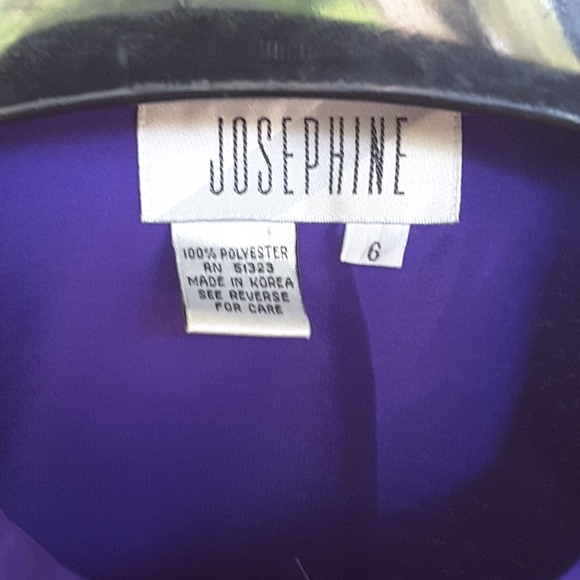 JOSEPHINE
100% POLYESTER
RN 51323
MADE IN KOREA
SEE REVERSE
FOR CARE
6